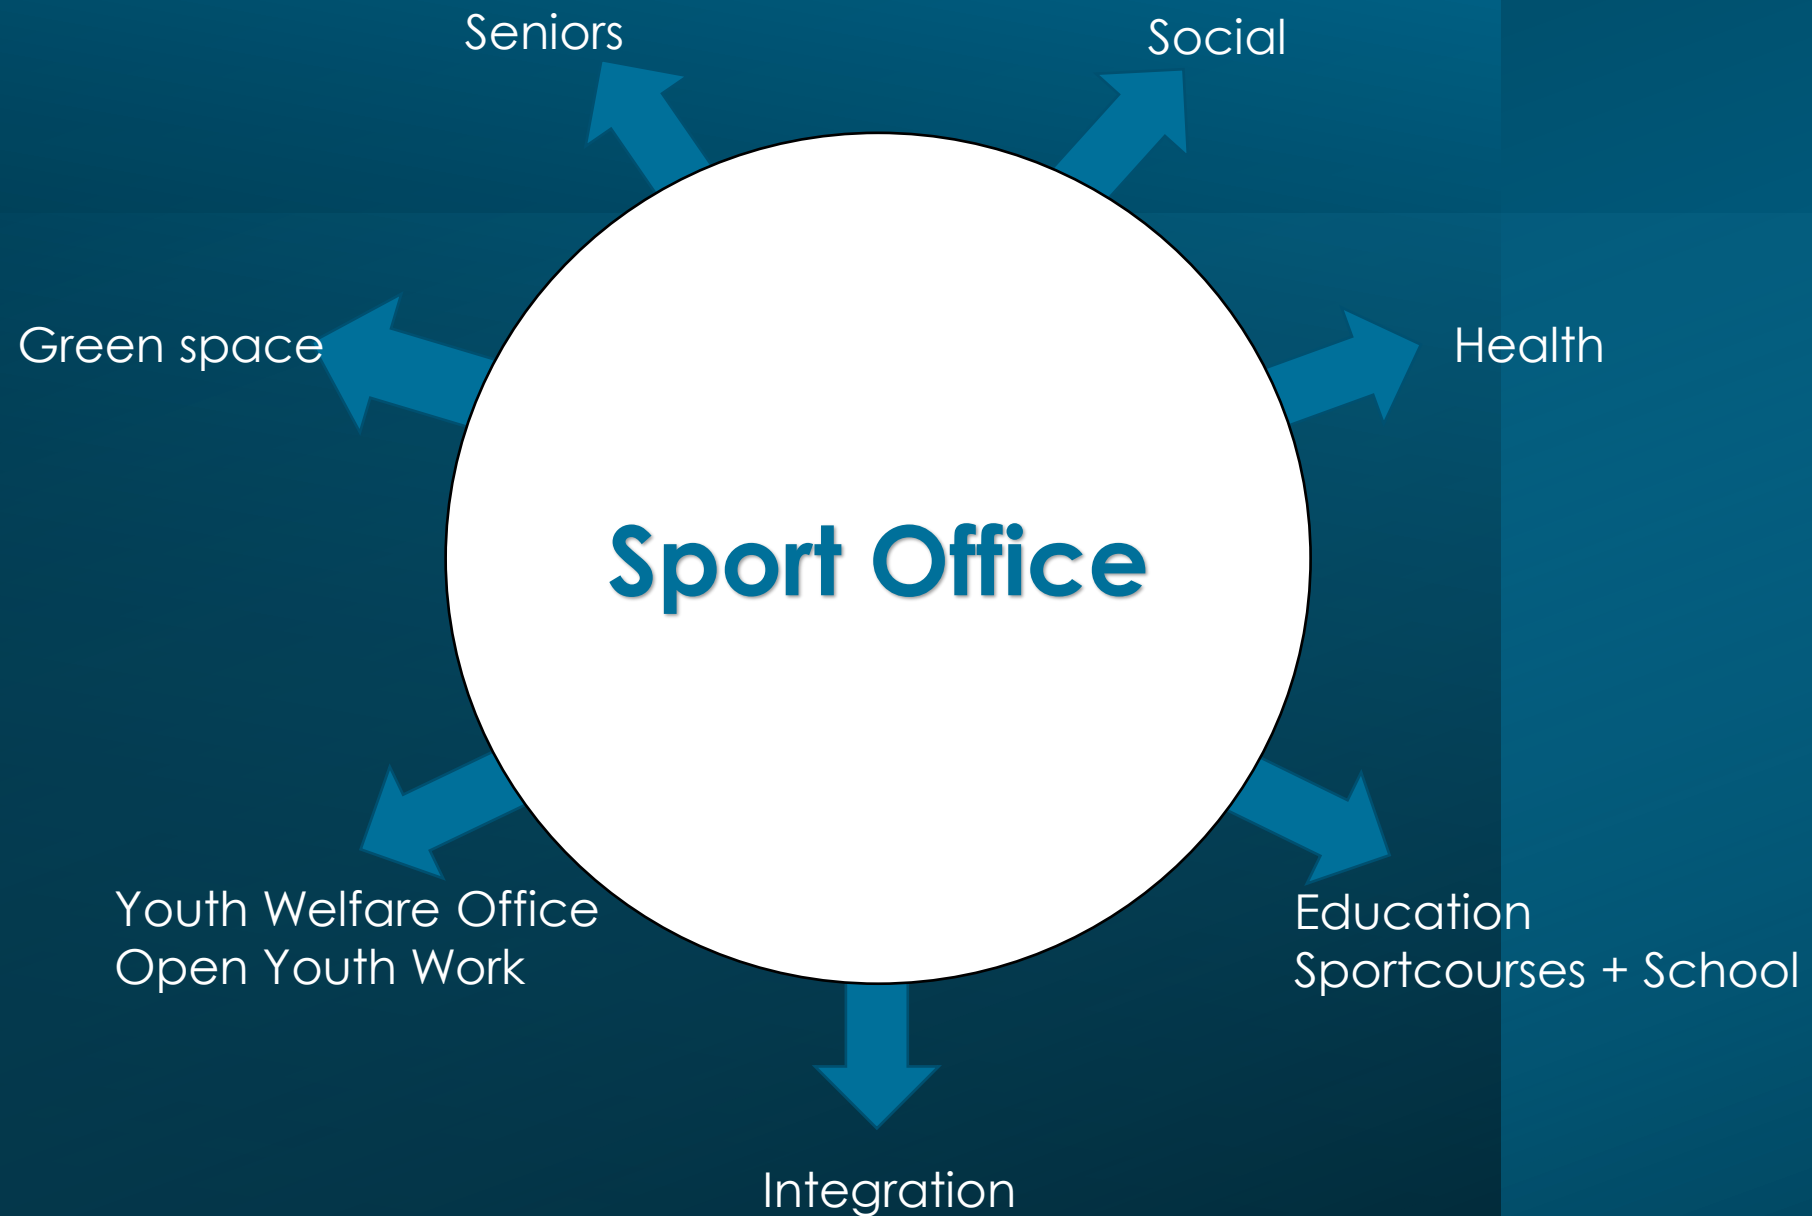 Seniors
Social
Green space
Health
Sport Office
Youth Welfare Office
Open Youth Work
Education
Sportcourses + School
Integration